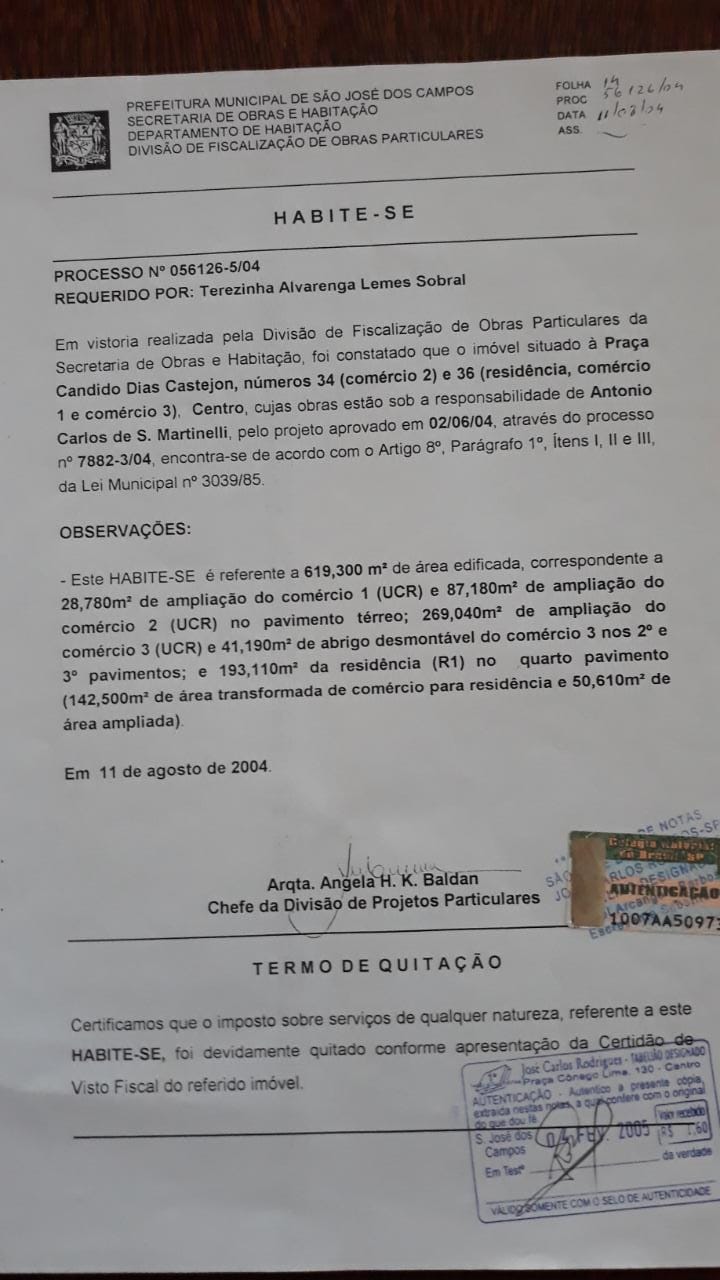 PREFEITURA MUNICIPAL DE SÃO JOSÉ DOS CAMPOS
SECRETARIA DE OBRAS E HABITAÇÃO
DEPARTAMENTO DE HABITAÇÃO
DIVISÃO DE FISCALIZAÇÃO DE OBRAS PARTICULARES
FOLHA 14
PROC 56126/04
DATA 11/08/04
ASS.
HABITE-SE
PROCESSO Nº 056126-5/04
REQUERIDO POR: Terezinha Alvarenga Lemes Sobral
Em vistoria realizada pela Divisão de Fiscalização de Obras Particulares da
Secretaria de Obras e Habitação, foi constatado que o imóvel situado à Praça
Candido Dias Castejon, números 34 (comércio 2) e 36 (residência, comércio
1 e comércio 3), Centro, cujas obras estão sob a responsabilidade de Antonio
Carlos de S. Martinelli, pelo projeto aprovado em 02/06/04, através do processo
nº 7882-3/04, encontra-se de acordo com o Artigo 8º, Parágrafo 1º, Ítens I, II e III,
da Lei Municipal nº 3039/85.
OBSERVAÇÕES:
- Este HABITE-SE é referente a 619,300 m² de área edificada, correspondente a
28,780m² de ampliação do comércio 1 (UCR) e 87,180m² de ampliação do
comércio 2 (UCR) no pavimento térreo; 269,040m² de ampliação do
comércio 3 (UCR) e 41,190m² de abrigo desmontável do comércio 3 nos 2º e
3º pavimentos; e 193,110m² da residência (R1) no quarto pavimento
(142,500m² de área transformada de comércio para residência e 50,610m² de
área ampliada).
Em 11 de agosto de 2004.
Arqta. Angela H. K. Baldan
Chefe da Divisão de Projetos Particulares
DE NOTAS
OS-SP
DESIGNA
AUTENTICAÇÃO
1007AA5097
TERMO DE QUITAÇÃO
Certificamos que o imposto sobre serviços de qualquer natureza, referente a este
HABITE-SE, foi devidamente quitado conforme apresentação da Certidão de
Visto Fiscal do referido imóvel.
José Carlos Rodrigues - TABELIÃO DESIGNADO
Praça Cônego Lima, 130 - Centro
AUTENTICAÇÃO - Autentico a presente cópia,
extraída nestas notas, a qual confere com o original
do que dou fé
S. José dos
Campos
04 FEV. 2005
Valor recebido
R$ 1,60
Em Testº
da verdade
VÁLIDO SOMENTE COM O SELO DE AUTENTICIDADE